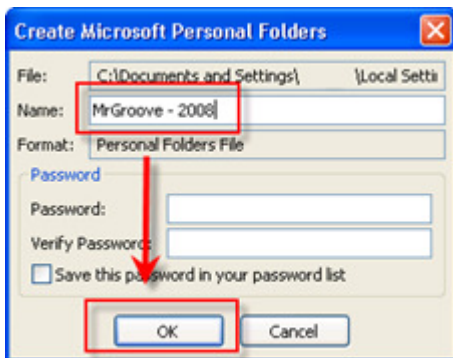 Create Microsoft Personal Folders
File: C:\Documents and Settings\ \Local Settin
Name: MrGroove - 2008
Format: Personal Folders File
Password
Password:
Verify Password:
Save this password in your password list
OK Cancel